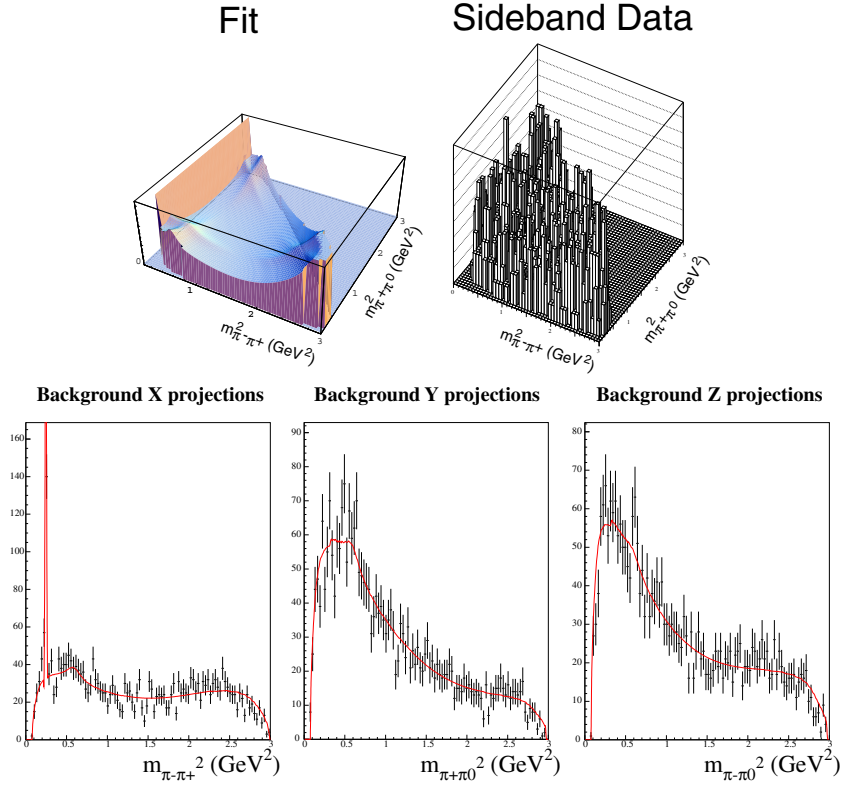 Fit
Sideband Data
0
1
2
3
1
2
3
m²π-π+ (GeV²)
m²π+π0 (GeV²)
0
1
2
3
1
2
3
m²π-π+ (GeV²)
m²π+π0 (GeV²)
Background X projections
Background Y projections
Background Z projections
160
140
120
100
80
60
40
20
0
0 0.5 1 1.5 2 2.5 3
mπ-π+² (GeV²)
90
80
70
60
50
40
30
20
10
0
0 0.5 1 1.5 2 2.5 3
mπ+π0² (GeV²)
80
70
60
50
40
30
20
10
0
0 0.5 1 1.5 2 2.5 3
mπ-π0² (GeV²)